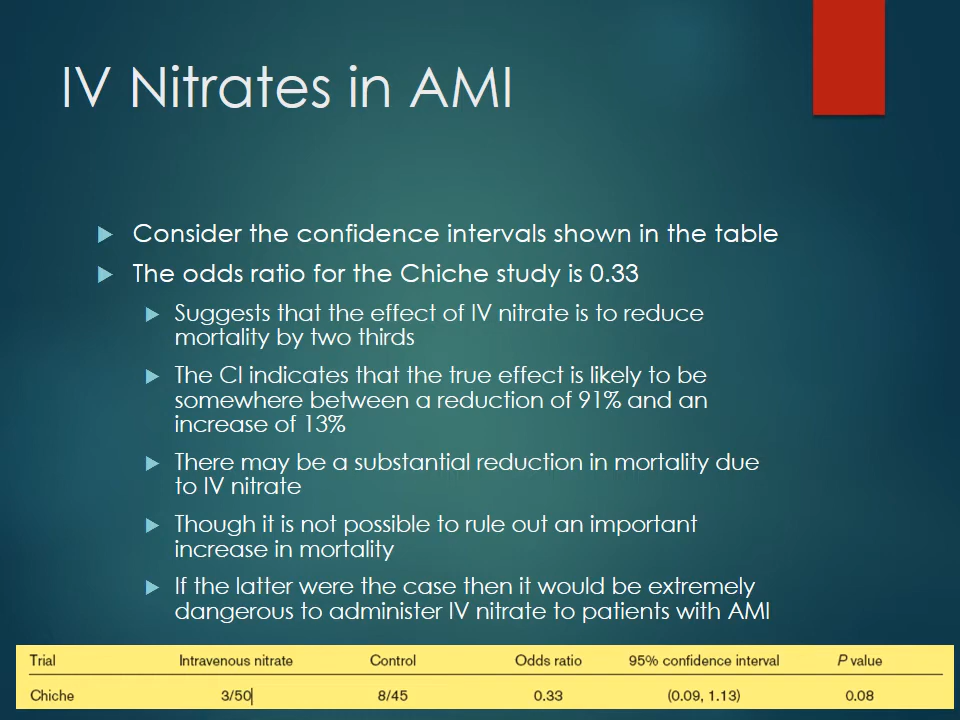 IV Nitrates in AMI
Consider the confidence intervals shown in the table
The odds ratio for the Chiche study is 0.33
Suggests that the effect of IV nitrate is to reduce
mortality by two thirds
The CI indicates that the true effect is likely to be
somewhere between a reduction of 91% and an
increase of 13%
There may be a substantial reduction in mortality due
to IV nitrate
Though it is not possible to rule out an important
increase in mortality
If the latter were the case then it would be extremely
dangerous to administer IV nitrate to patients with AMI
Trial Intravenous nitrate Control Odds ratio 95% confidence interval P value
Chiche 3/50 8/45 0.33 (0.09, 1.13) 0.08